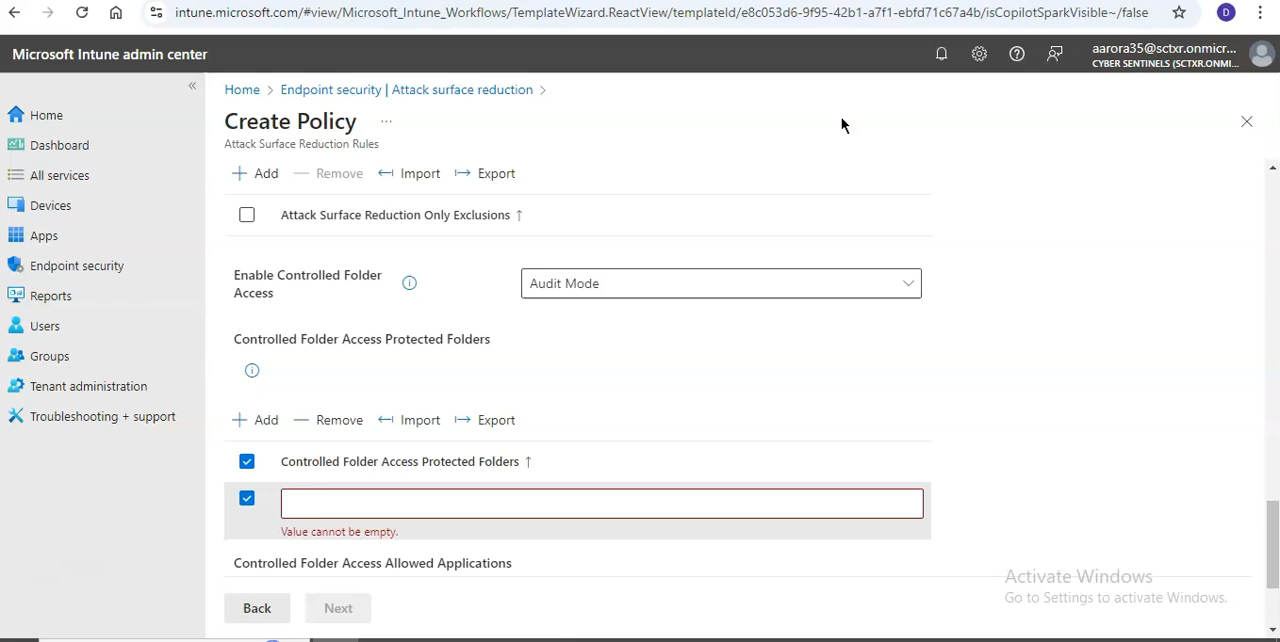 intune.microsoft.com/#view/Microsoft_Intune_Workflows/TemplateWizard.ReactView/templateId/e8c053d6-9f95-42b1-a7f1-ebfd71c67a4b/isCopilotSparkVisible~/false
D
Microsoft Intune admin center
aarora35@sctxr.onmicr...
CYBER SENTINELS (SCTXR.ONMI...
Home
Dashboard
All services
Devices
Apps
Endpoint security
Reports
Users
Groups
Tenant administration
Troubleshooting + support
Home > Endpoint security | Attack surface reduction >
Create Policy ...
Attack Surface Reduction Rules
Add Remove Import Export
Attack Surface Reduction Only Exclusions ↑
Enable Controlled Folder
Access
Audit Mode
Controlled Folder Access Protected Folders
Add Remove Import Export
Controlled Folder Access Protected Folders ↑
Value cannot be empty.
Controlled Folder Access Allowed Applications
Back Next
Activate Windows
Go to Settings to activate Windows.